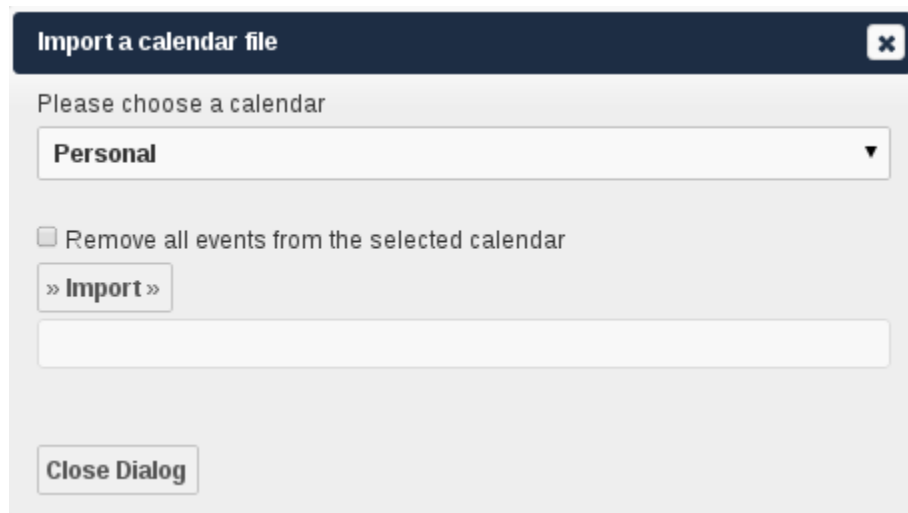 Import a calendar file
Please choose a calendar
Personal
Remove all events from the selected calendar
» Import »
Close Dialog